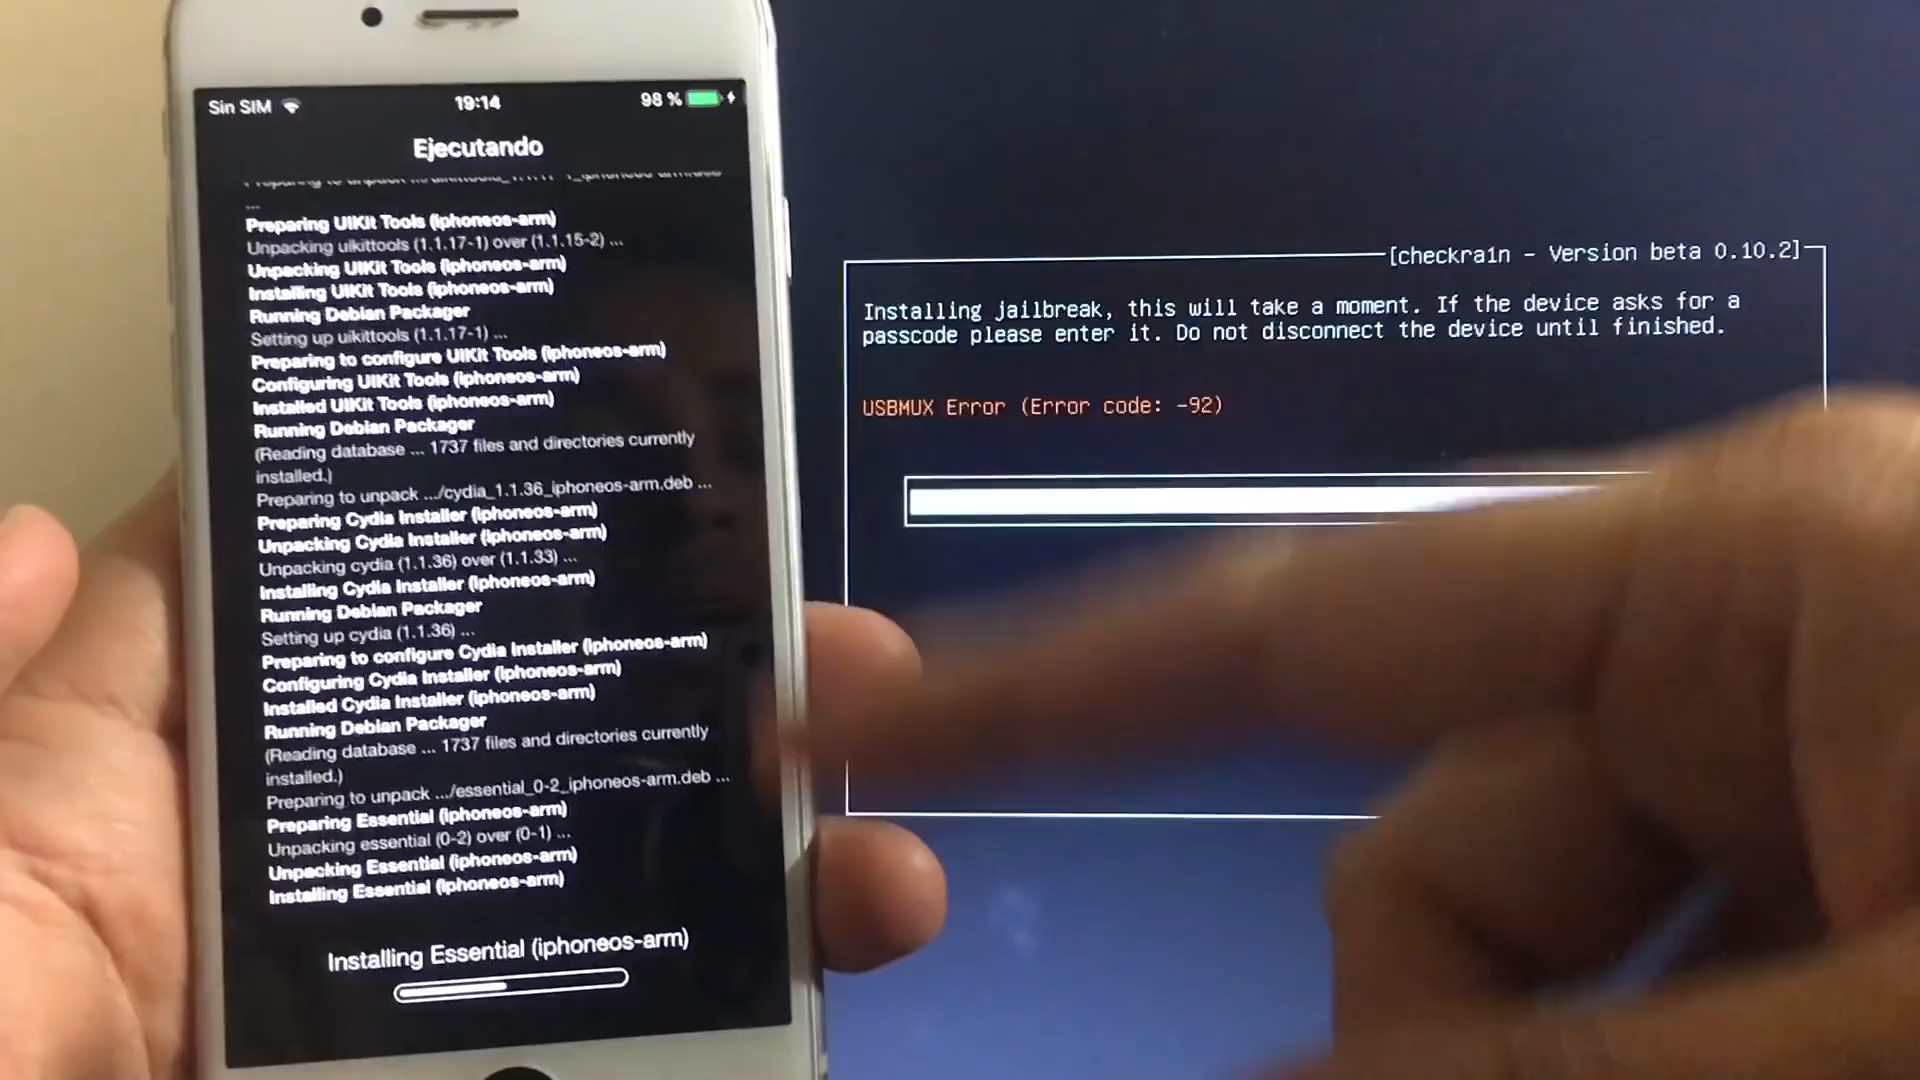 Sin SIM 19:14 98 %
Ejecutando
...
Preparing UIKit Tools (iphoneos-arm)
Unpacking uikittools (1.1.17-1) over (1.1.15-2) ...
Unpacking UIKit Tools (iphoneos-arm)
Installing UIKit Tools (iphoneos-arm)
Running Debian Packager
Setting up uikittools (1.1.17-1) ...
Preparing to configure UIKit Tools (iphoneos-arm)
Configuring UIKit Tools (iphoneos-arm)
Installed UIKit Tools (iphoneos-arm)
Running Debian Packager
(Reading database ... 1737 files and directories currently
installed.)
Preparing to unpack .../cydia_1.1.36_iphoneos-arm.deb ...
Preparing Cydia Installer (iphoneos-arm)
Unpacking Cydia Installer (iphoneos-arm)
Unpacking cydia (1.1.36) over (1.1.33) ...
Installing Cydia Installer (iphoneos-arm)
Running Debian Packager
Setting up cydia (1.1.36) ...
Preparing to configure Cydia Installer (iphoneos-arm)
Configuring Cydia Installer (iphoneos-arm)
Installed Cydia Installer (iphoneos-arm)
Running Debian Packager
(Reading database ... 1737 files and directories currently
installed.)
Preparing to unpack .../essential_0-2_iphoneos-arm.deb ...
Preparing Essential (iphoneos-arm)
Unpacking essential (0-2) over (0-1) ...
Unpacking Essential (iphoneos-arm)
Installing Essential (iphoneos-arm)
Installing Essential (iphoneos-arm)
[checkra1n - Version beta 0.10.2]
Installing jailbreak, this will take a moment. If the device asks for a
passcode please enter it. Do not disconnect the device until finished.
USBMUX Error (Error code: -92)